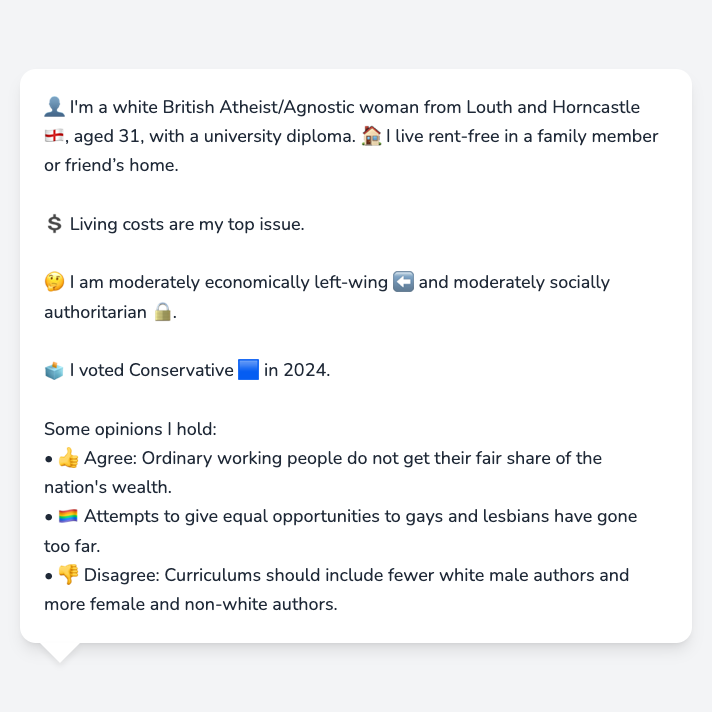 👤 I'm a white British Atheist/Agnostic woman from Louth and Horncastle
🏴󠁧󠁢󠁥󠁮󠁧󠁿, aged 31, with a university diploma. 🏠 I live rent-free in a family member
or friend’s home.
💲 Living costs are my top issue.
🤔 I am moderately economically left-wing ⬅️ and moderately socially
authoritarian 🔒.
🗳️ I voted Conservative 🟦 in 2024.
Some opinions I hold:
• 👍 Agree: Ordinary working people do not get their fair share of the
nation's wealth.
• 🏳️‍🌈 Attempts to give equal opportunities to gays and lesbians have gone
too far.
• 👎 Disagree: Curriculums should include fewer white male authors and
more female and non-white authors.